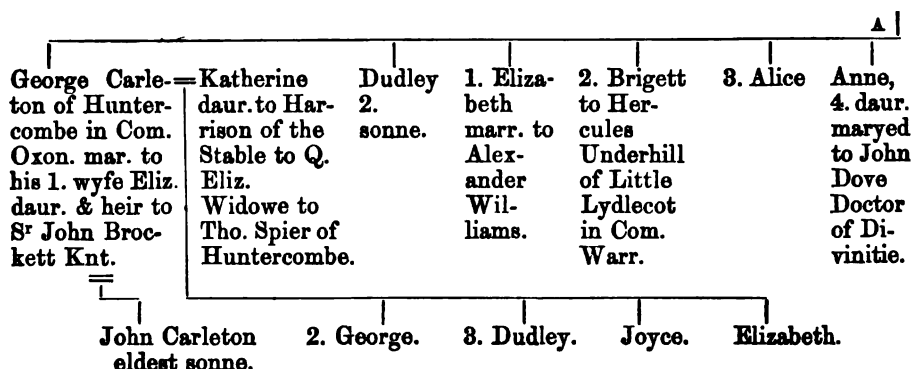 A
George Carle-
ton of Hunter-
combe in Com.
Oxon. mar. to
his 1. wyfe Eliz.
daur. & heir to
Sr John Broc-
kett Knt.
Katherine
daur. to Har-
rison of the
Stable to Q.
Eliz.
Widowe to
Tho. Spier of
Huntercombe.
Dudley
2.
sonne.
1. Eliza-
beth
marr. to
Alex-
ander
Wil-
liams.
2. Brigett
to Her-
cules
Underhill
of Little
Lydlecot
in Com.
Warr.
3. Alice
Anne,
4. daur.
maryed
to John
Dove
Doctor
of Di-
vinitie.
John Carleton
eldest sonne.
2. George.
3. Dudley.
Joyce.
Elizabeth.